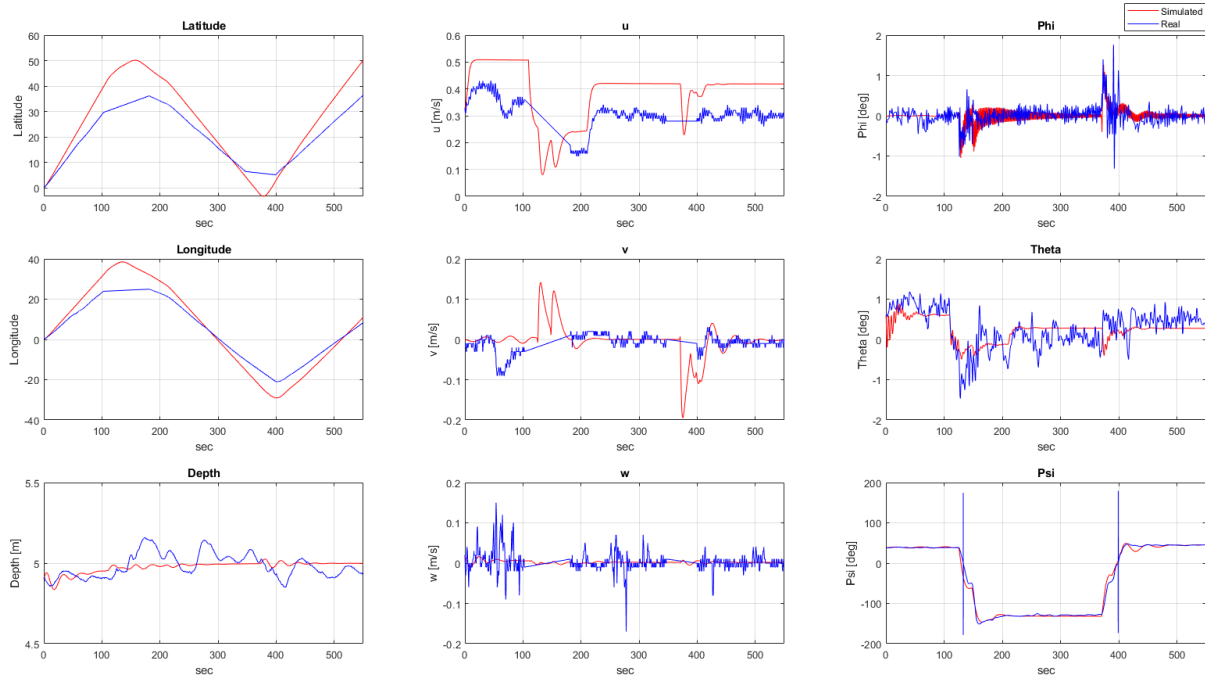 Latitude
60
50
40
30
20
10
0
Latitude
0 100 200 300 400 500
sec
u
0.6
0.5
0.4
0.3
0.2
0.1
0
u [m/s]
0 100 200 300 400 500
sec
Simulated
Real
Phi
2
1
0
-1
-2
Phi [deg]
0 100 200 300 400 500
sec
Longitude
40
20
0
-20
-40
Longitude
0 100 200 300 400 500
sec
v
0.2
0.1
0
-0.1
-0.2
v [m/s]
0 100 200 300 400 500
sec
Theta
2
1
0
-1
-2
Theta [deg]
0 100 200 300 400 500
sec
Depth
5.5
5
4.5
Depth [m]
0 100 200 300 400 500
sec
w
0.2
0.1
0
-0.1
-0.2
w [m/s]
0 100 200 300 400 500
sec
Psi
200
100
0
-100
-200
Psi [deg]
0 100 200 300 400 500
sec